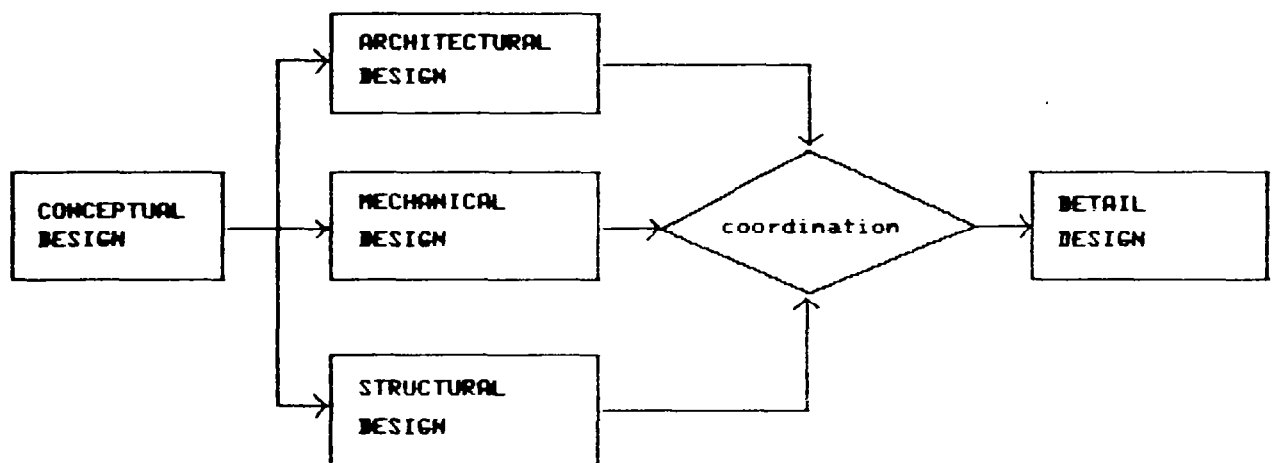 ARCHITECTURAL
DESIGN
CONCEPTUAL
DESIGN
MECHANICAL
DESIGN
coordination
DETAIL
DESIGN
STRUCTURAL
DESIGN